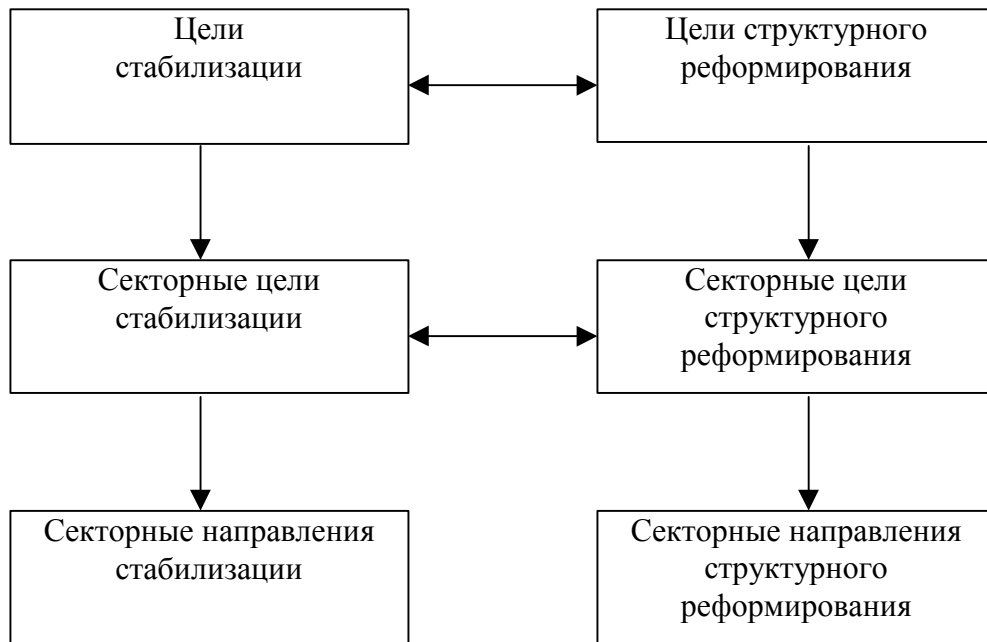 Цели
стабилизации
Цели структурного
реформирования
Секторные цели
стабилизации
Секторные цели
структурного
реформирования
Секторные направления
стабилизации
Секторные направления
структурного
реформирования